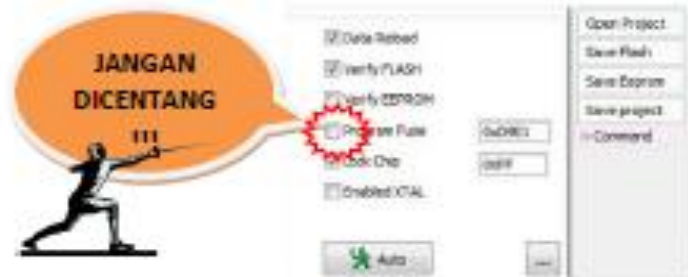 JANGAN
DICENTANG
!!!
Data Reload
Verify FLASH
Verify EEPROM
Program Fuse
Lock Chip
0xFF
Enabled XTAL
Auto
...
Open Project
Save Flash
Save Eeprom
Save project
Command